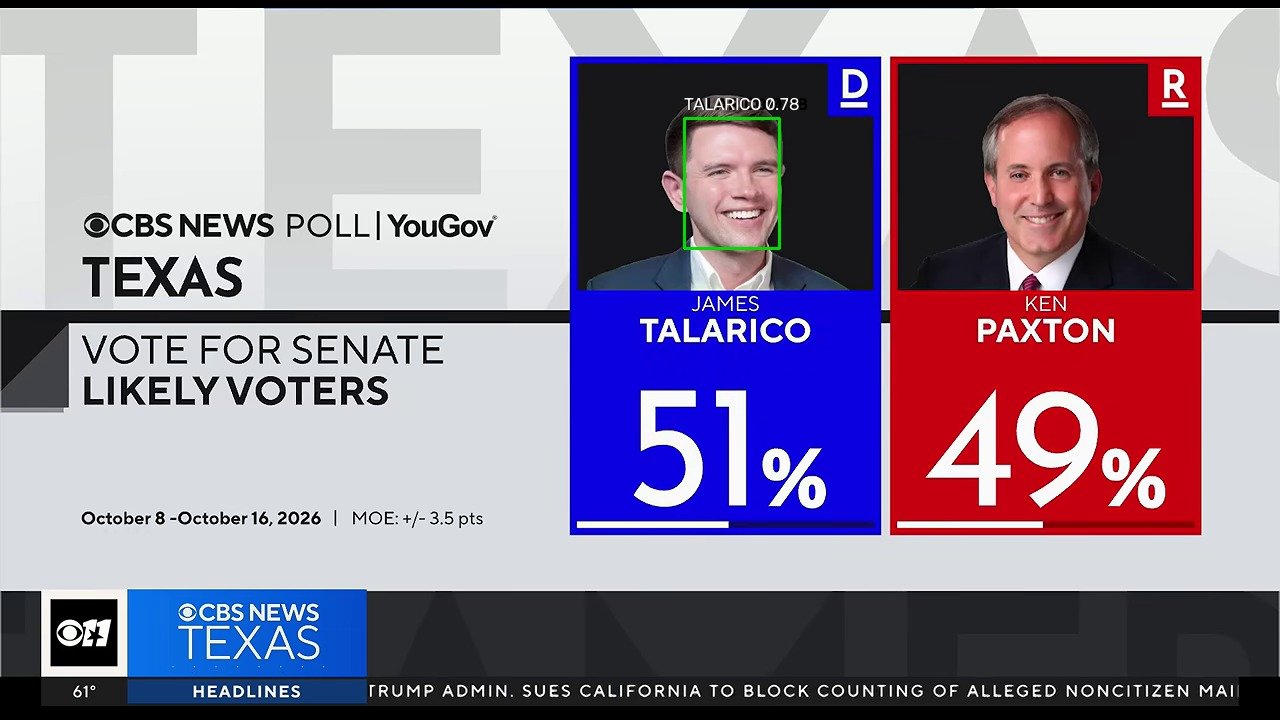 CBS NEWS POLL | YouGov
TEXAS
VOTE FOR SENATE
LIKELY VOTERS
October 8 -October 16, 2026 | MOE: +/- 3.5 pts
D
TALARICO 0.78
JAMES
TALARICO
51%
R
KEN
PAXTON
49%
11
CBS NEWS
TEXAS
61°
HEADLINES
TRUMP ADMIN. SUES CALIFORNIA TO BLOCK COUNTING OF ALLEGED NONCITIZEN